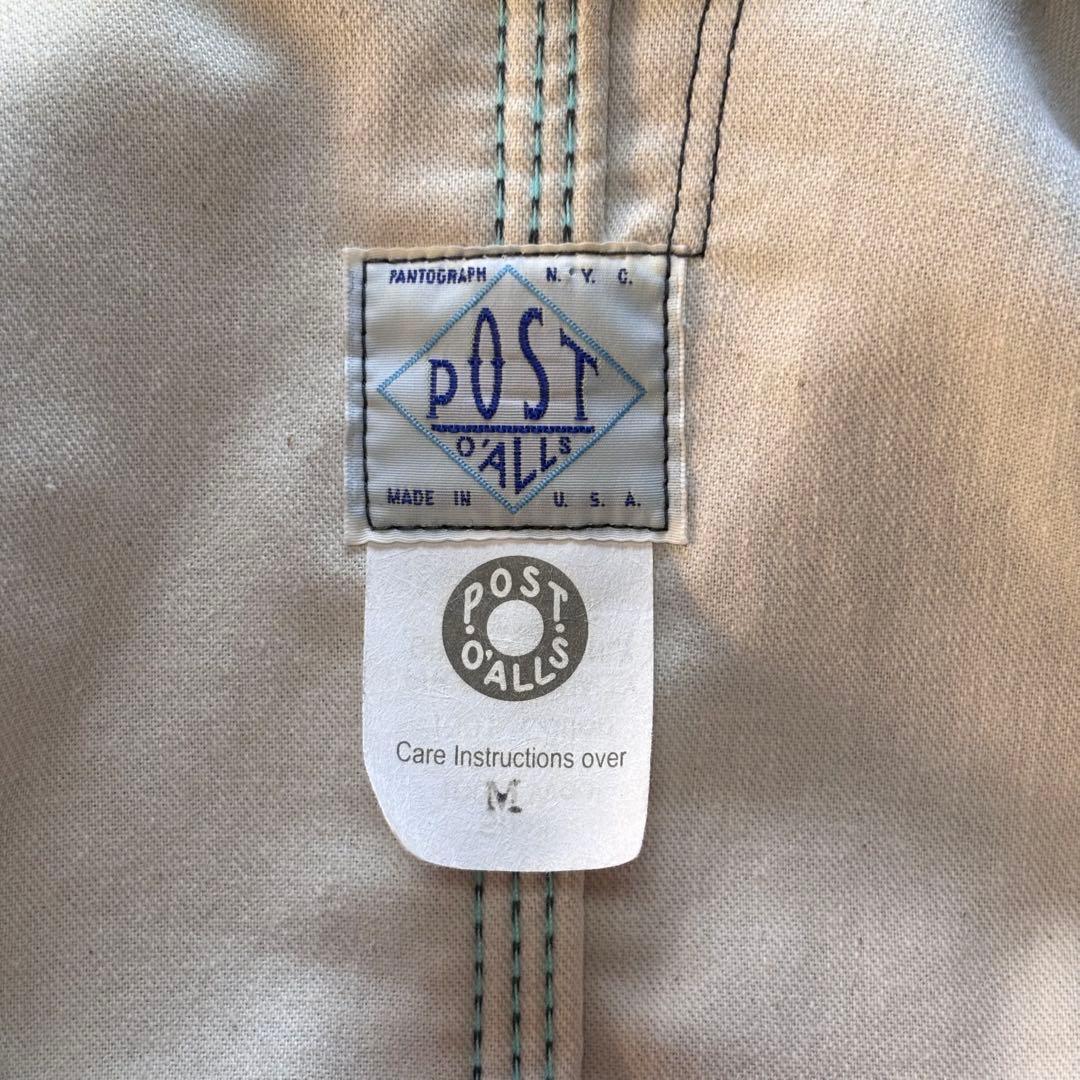 PANTOGRAPH N. Y. C.
POST
O'ALLS
MADE IN U. S. A.
POST
O'ALLS
Care Instructions over
M